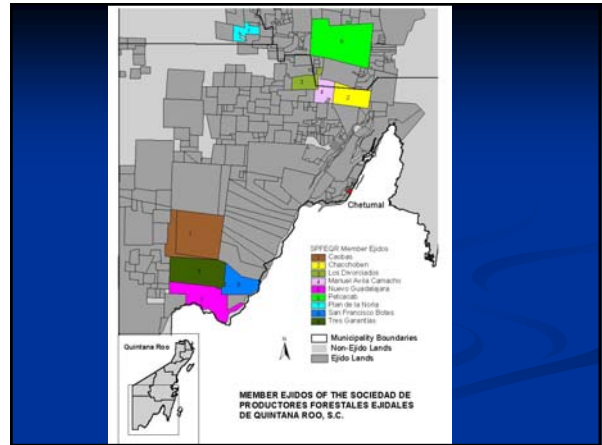 Chetumal
SPFEQR Member Ejidos
Caobas
Chacchoben
Los Divorciados
Manuel Avila Camacho
Nuevo Guadalajara
Petcacab
Plan de la Noria
San Francisco Botes
Tres Garantías
Municipality Boundaries
Non-Ejido Lands
Ejido Lands
Quintana Roo
N
MEMBER EJIDOS OF THE SOCIEDAD DE
PRODUCTORES FORESTALES EJIDALES
DE QUINTANA ROO, S.C.